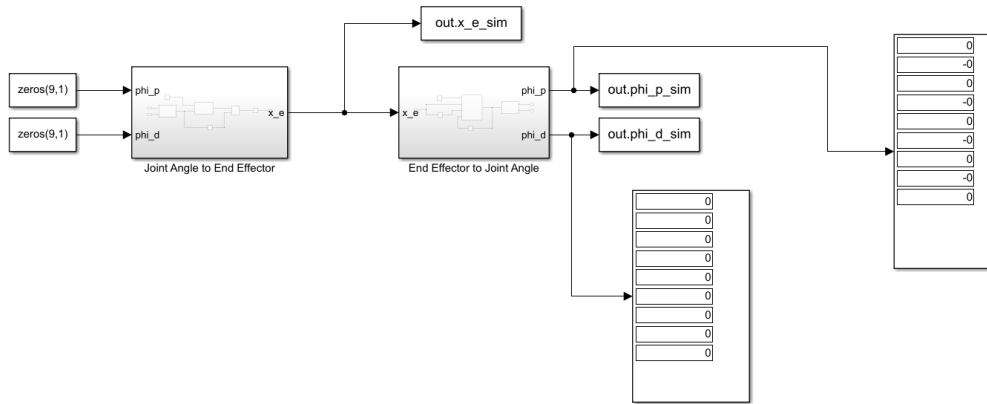 out.x_e_sim
zeros(9,1)
phi_p
zeros(9,1)
phi_d
x_e
Joint Angle to End Effector
x_e
phi_p
phi_d
End Effector to Joint Angle
out.phi_p_sim
out.phi_d_sim
0
0
0
0
0
0
0
0
0
0
-0
0
-0
0
-0
0
-0
0